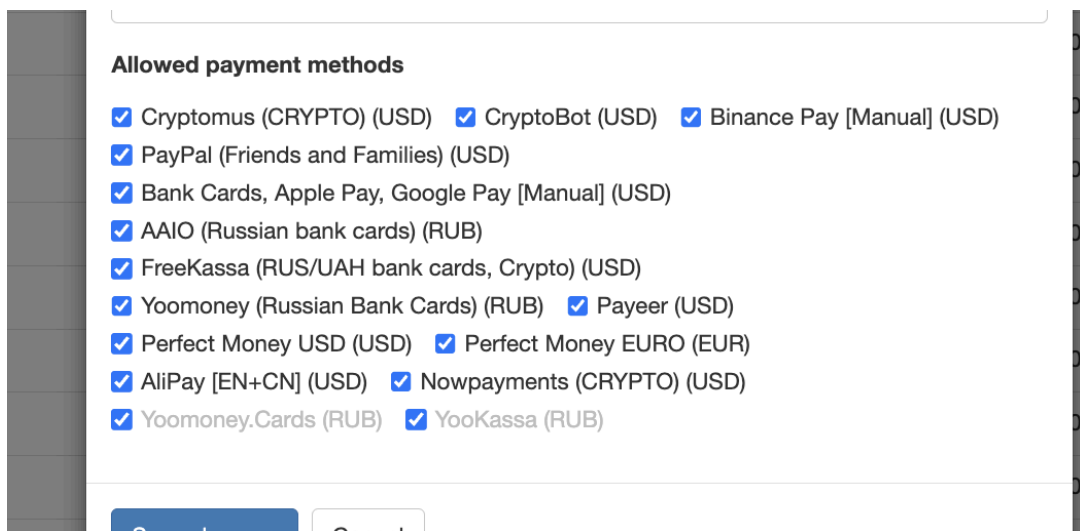 Allowed payment methods
Cryptomus (CRYPTO) (USD) CryptoBot (USD) Binance Pay [Manual] (USD)
PayPal (Friends and Families) (USD)
Bank Cards, Apple Pay, Google Pay [Manual] (USD)
AAIO (Russian bank cards) (RUB)
FreeKassa (RUS/UAH bank cards, Crypto) (USD)
Yoomoney (Russian Bank Cards) (RUB) Payeer (USD)
Perfect Money USD (USD) Perfect Money EURO (EUR)
AliPay [EN+CN] (USD) Nowpayments (CRYPTO) (USD)
Yoomoney.Cards (RUB) YooKassa (RUB)